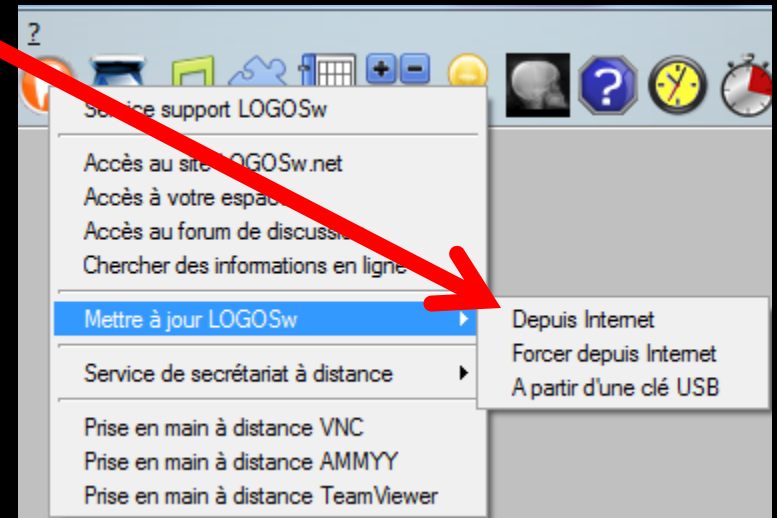 ?
Service support LOGOSw
Accès au site LOGOSw.net
Accès à votre
Accès au forum de
Chercher des informations en ligne
Mettre à jour LOGOSw
Depuis Internet
Forcer depuis Internet
A partir d'une clé USB
Service de secrétariat à distance
Prise en main à distance VNC
Prise en main à distance AMMYY
Prise en main à distance TeamViewer